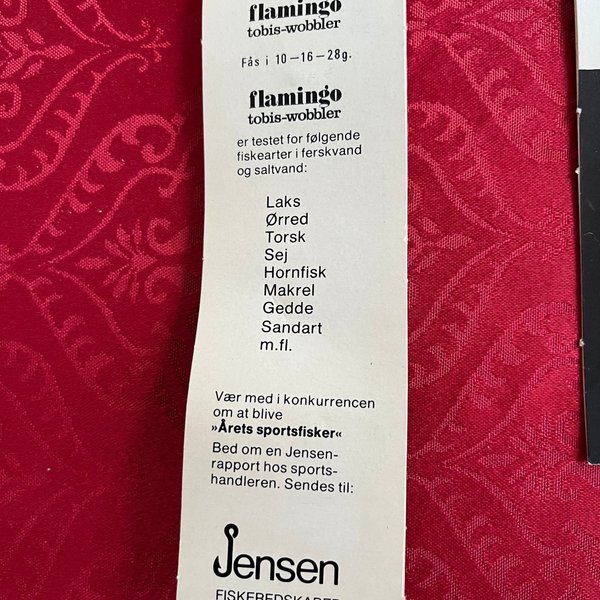 flamingo
tobis-wobbler
Fås i 10–16–28g.
flamingo
tobis-wobbler
er testet for følgende
fiskearter i ferskvand
og saltvand:
Laks
Ørred
Torsk
Sej
Hornfisk
Makrel
Gedde
Sandart
m.fl.
Vær med i konkurrencen
om at blive
»Årets sportsfisker«
Bed om en Jensen-
rapport hos sports-
handleren. Sendes til:
Jensen
FISKEREDSKABER